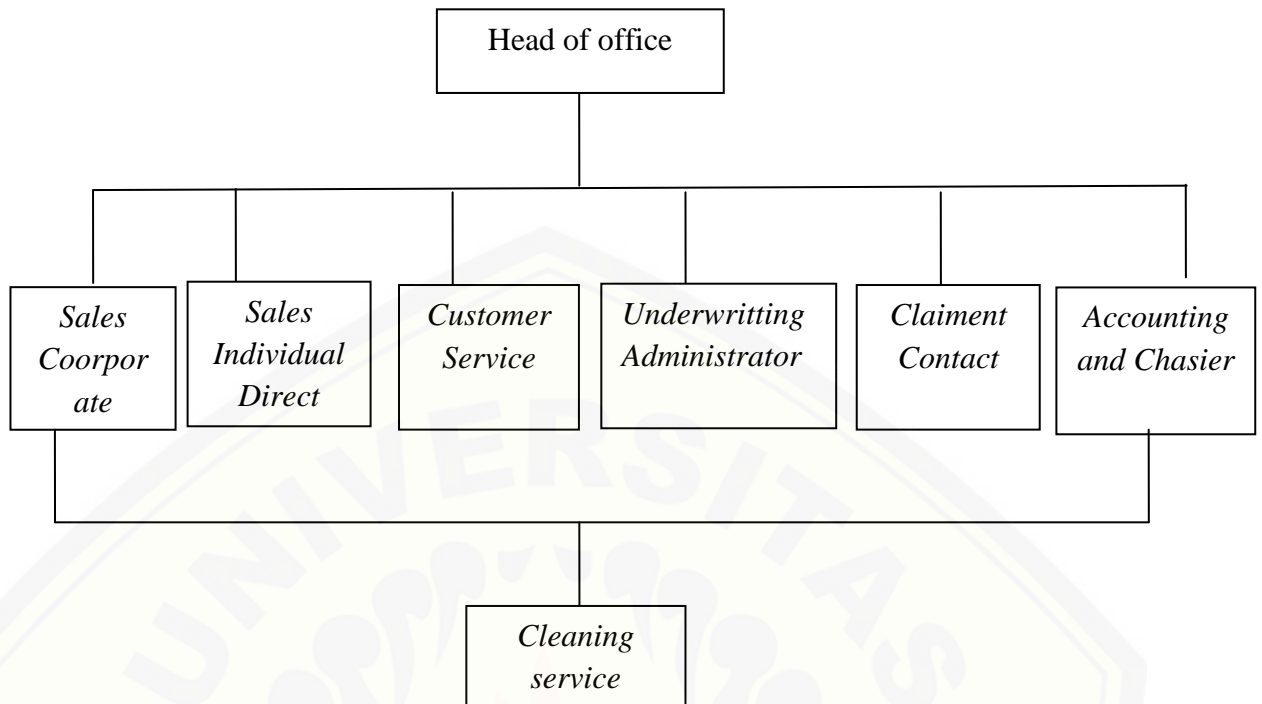 Head of office
Sales
Coorpor
ate
Sales
Individual
Direct
Customer
Service
Underwritting
Administrator
Claiment
Contact
Accounting
and Chasier
Cleaning
service
UNIVERSITAS